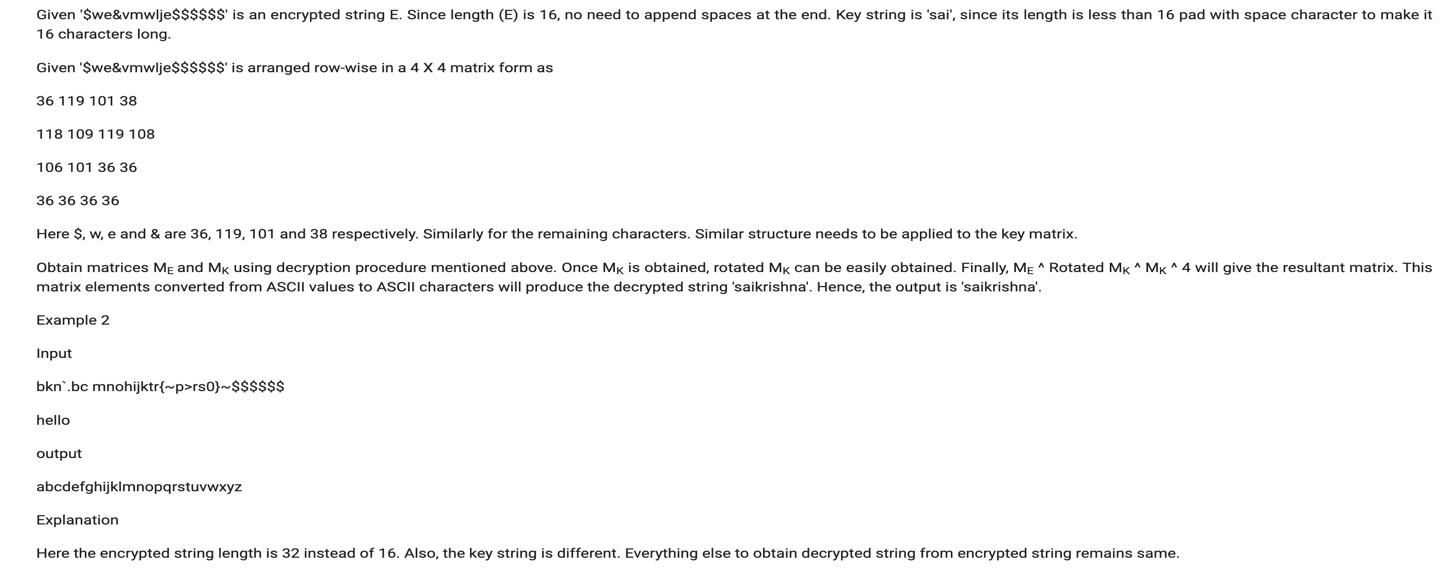 Given '$we&vmwlje$$$$$$' is an encrypted string E. Since length (E) is 16, no need to append spaces at the end. Key string is 'sai', since its length is less than 16 pad with space character to make it
16 characters long.
Given '$we&vmwlje$$$$$$' is arranged row-wise in a 4 X 4 matrix form as
36 119 101 38
118 109 119 108
106 101 36 36
36 36 36 36
Here $, w, e and & are 36, 119, 101 and 38 respectively. Similarly for the remaining characters. Similar structure needs to be applied to the key matrix.
Obtain matrices ME and MK using decryption procedure mentioned above. Once MK is obtained, rotated MK can be easily obtained. Finally, ME ^ Rotated MK ^ MK ^ 4 will give the resultant matrix. This
matrix elements converted from ASCII values to ASCII characters will produce the decrypted string 'saikrishna'. Hence, the output is 'saikrishna'.
Example 2
Input
bkn`.bc mnohijktr{~p>rs0}~$$$$$$
hello
output
abcdefghijklmnopqrstuvwxyz
Explanation
Here the encrypted string length is 32 instead of 16. Also, the key string is different. Everything else to obtain decrypted string from encrypted string remains same.